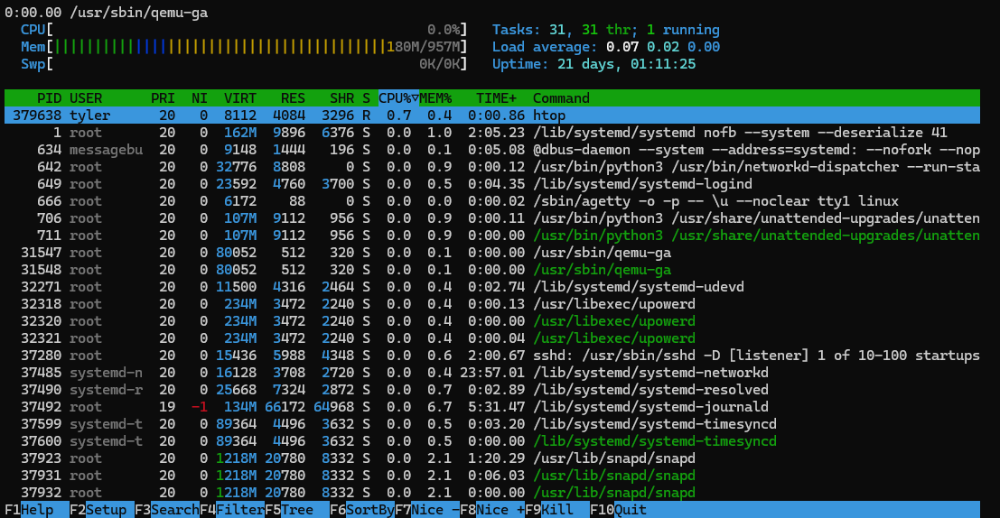 0:00.00 /usr/sbin/qemu-ga
CPU[ 0.0%] Tasks: 31, 31 thr; 1 running
Mem[||||||||||||||||||||||||||||||||||||||||180M/957M] Load average: 0.07 0.02 0.00
Swp[ 0K/0K] Uptime: 21 days, 01:11:25
PID USER PRI NI VIRT RES SHR S CPU%▽MEM% TIME+ Command
379638 tyler 20 0 8112 4084 3296 R 0.7 0.4 0:00.86 htop
1 root 20 0 162M 9896 6376 S 0.0 1.0 2:05.23 /lib/systemd/systemd nofb --system --deserialize 41
634 messagebu 20 0 9148 1444 196 S 0.0 0.1 0:05.08 @dbus-daemon --system --address=systemd: --nofork --nop
642 root 20 0 32776 8808 0 S 0.0 0.9 0:00.12 /usr/bin/python3 /usr/bin/networkd-dispatcher --run-sta
649 root 20 0 23592 4760 3700 S 0.0 0.5 0:04.35 /lib/systemd/systemd-logind
666 root 20 0 6172 88 0 S 0.0 0.0 0:00.02 /sbin/agetty -o -p -- \u --noclear tty1 linux
706 root 20 0 107M 9112 956 S 0.0 0.9 0:00.11 /usr/bin/python3 /usr/share/unattended-upgrades/unatten
711 root 20 0 107M 9112 956 S 0.0 0.9 0:00.00 /usr/bin/python3 /usr/share/unattended-upgrades/unatten
31547 root 20 0 80052 512 320 S 0.0 0.1 0:00.00 /usr/sbin/qemu-ga
31548 root 20 0 80052 512 320 S 0.0 0.1 0:00.00 /usr/sbin/qemu-ga
32271 root 20 0 11500 4316 2464 S 0.0 0.4 0:02.74 /lib/systemd/systemd-udevd
32318 root 20 0 234M 3472 2240 S 0.0 0.4 0:00.13 /usr/libexec/upowerd
32320 root 20 0 234M 3472 2240 S 0.0 0.4 0:00.00 /usr/libexec/upowerd
32321 root 20 0 234M 3472 2240 S 0.0 0.4 0:00.04 /usr/libexec/upowerd
37280 root 20 0 15436 5988 4348 S 0.0 0.6 2:00.67 sshd: /usr/sbin/sshd -D [listener] 1 of 10-100 startups
37485 systemd-n 20 0 16128 3708 2720 S 0.0 0.4 23:57.01 /lib/systemd/systemd-networkd
37490 systemd-r 20 0 25668 7324 2872 S 0.0 0.7 0:02.89 /lib/systemd/systemd-resolved
37492 root 19 -1 134M 66172 64968 S 0.0 6.7 5:31.47 /lib/systemd/systemd-journald
37599 systemd-t 20 0 89364 4496 3632 S 0.0 0.5 0:03.20 /lib/systemd/systemd-timesyncd
37600 systemd-t 20 0 89364 4496 3632 S 0.0 0.5 0:00.00 /lib/systemd/systemd-timesyncd
37923 root 20 0 1218M 20780 8332 S 0.0 2.1 1:20.29 /usr/lib/snapd/snapd
37931 root 20 0 1218M 20780 8332 S 0.0 2.1 0:06.03 /usr/lib/snapd/snapd
37932 root 20 0 1218M 20780 8332 S 0.0 2.1 0:00.00 /usr/lib/snapd/snapd
F1Help F2Setup F3SearchF4FilterF5Tree F6SortByF7Nice -F8Nice +F9Kill F10Quit